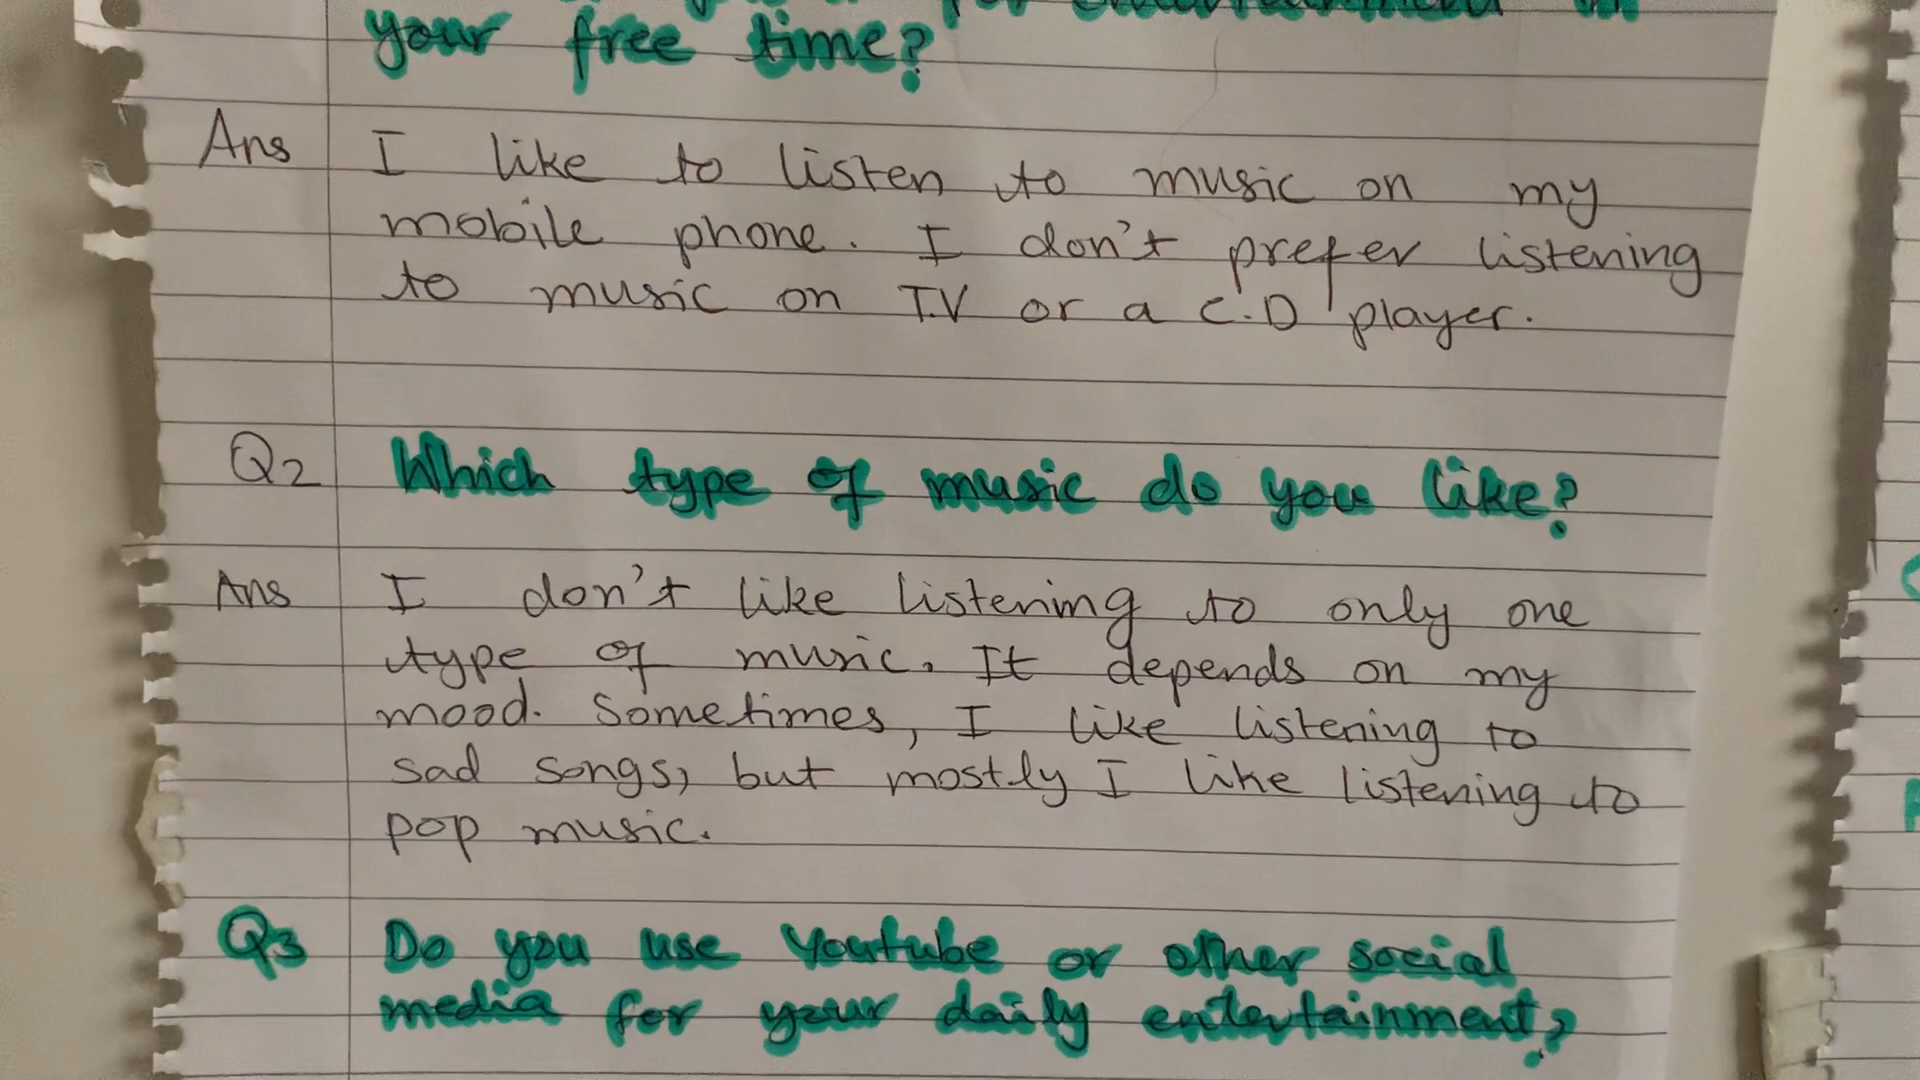 for entertainment in
your free time?
Ans I like to listen to music on my
mobile phone. I don't prefer listening
to music on T.V or a C.D player.
Q2 Which type of music do you like?
Ans I don't like listening to only one
type of music. It depends on my
mood. Sometimes, I like listening to
sad songs, but mostly I like listening to
pop music.
Q3 Do you use Youtube or other social
media for your daily entertainment?